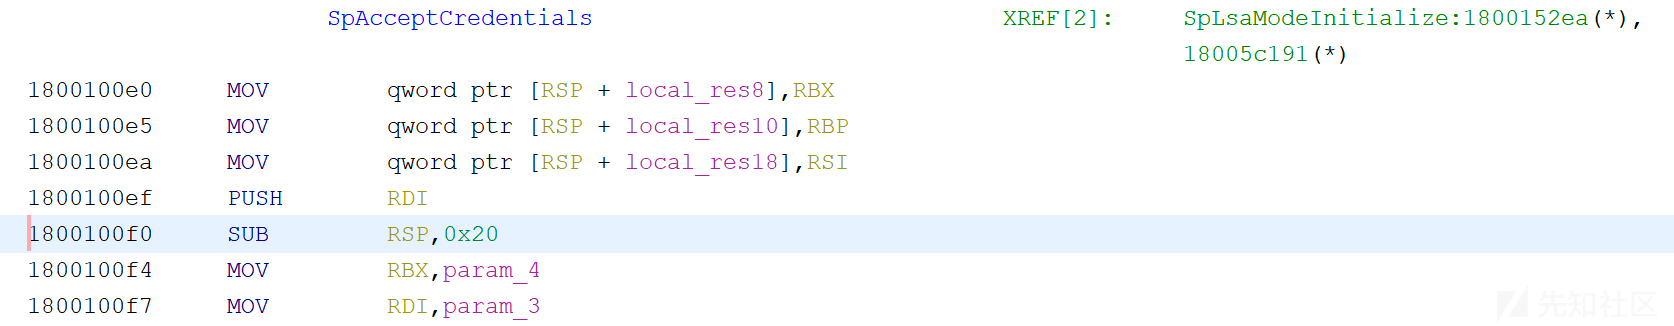 SpAcceptCredentials XREF[2]: SpLsaModeInitialize:1800152ea(*),
18005c191(*)
1800100e0 MOV qword ptr [RSP + local_res8],RBX
1800100e5 MOV qword ptr [RSP + local_res10],RBP
1800100ea MOV qword ptr [RSP + local_res18],RSI
1800100ef PUSH RDI
1800100f0 SUB RSP,0x20
1800100f4 MOV RBX,param_4
1800100f7 MOV RDI,param_3
先知社区